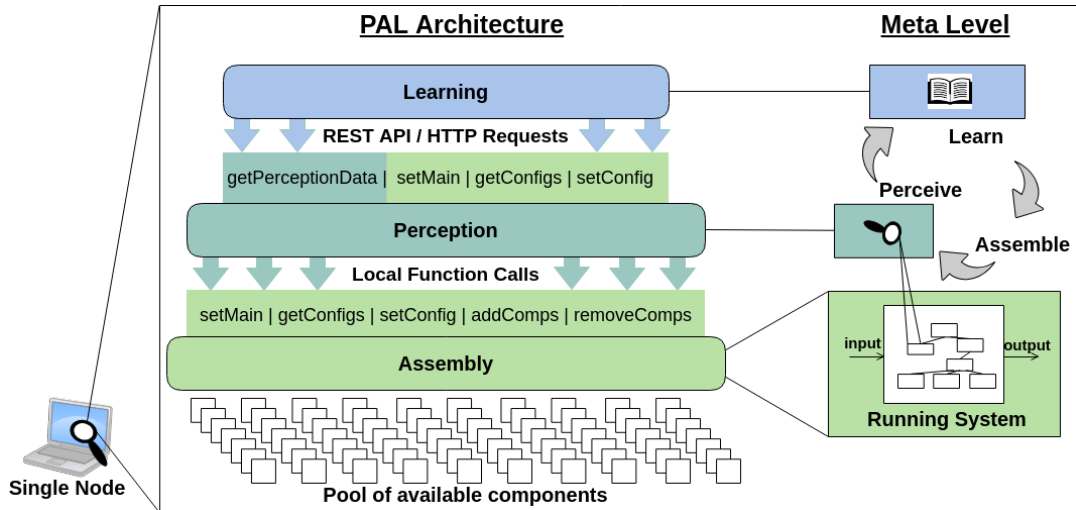 PAL Architecture
Meta Level
Learning
REST API / HTTP Requests
Learn
getPerceptionData | setMain | getConfigs | setConfig
Perceive
Perception
Assemble
Local Function Calls
setMain | getConfigs | setConfig | addComps | removeComps
input
output
Assembly
Running System
Single Node
Pool of available components